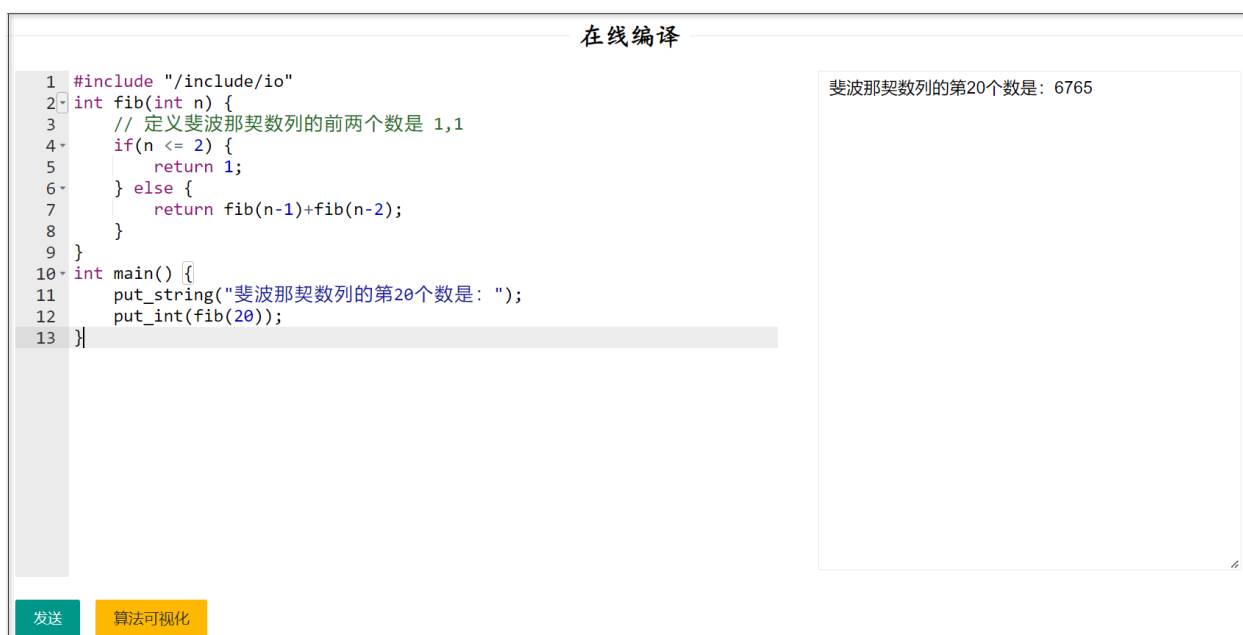 在线编译
1 #include "/include/io"
2 int fib(int n) {
3     // 定义斐波那契数列的前两个数是 1,1
4     if(n <= 2) {
5         return 1;
6     } else {
7         return fib(n-1)+fib(n-2);
8     }
9 }
10 int main() {
11     put_string("斐波那契数列的第20个数是: ");
12     put_int(fib(20));
13 }
斐波那契数列的第20个数是: 6765
发送 算法可视化